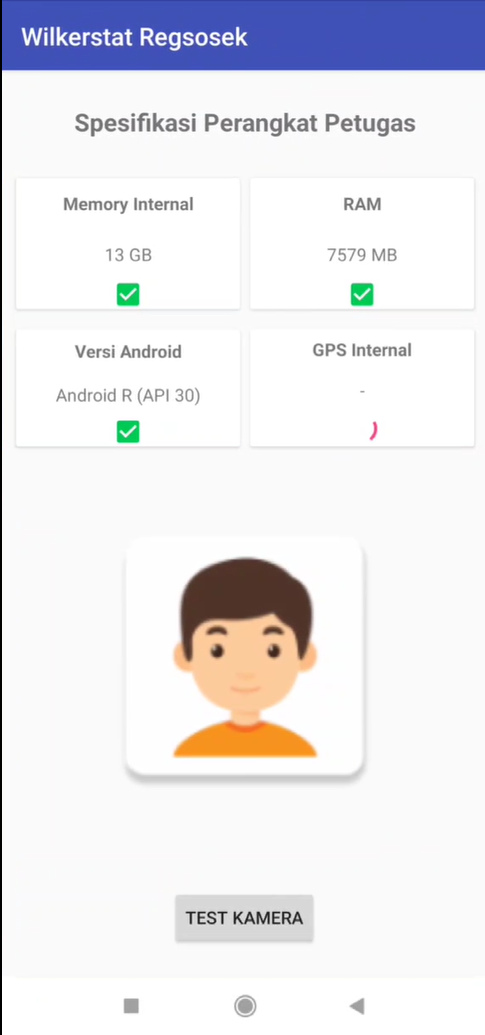 Wilkerstat Regsosek
Spesifikasi Perangkat Petugas
Memory Internal
13 GB
RAM
7579 MB
Versi Android
Android R (API 30)
GPS Internal
-
TEST KAMERA